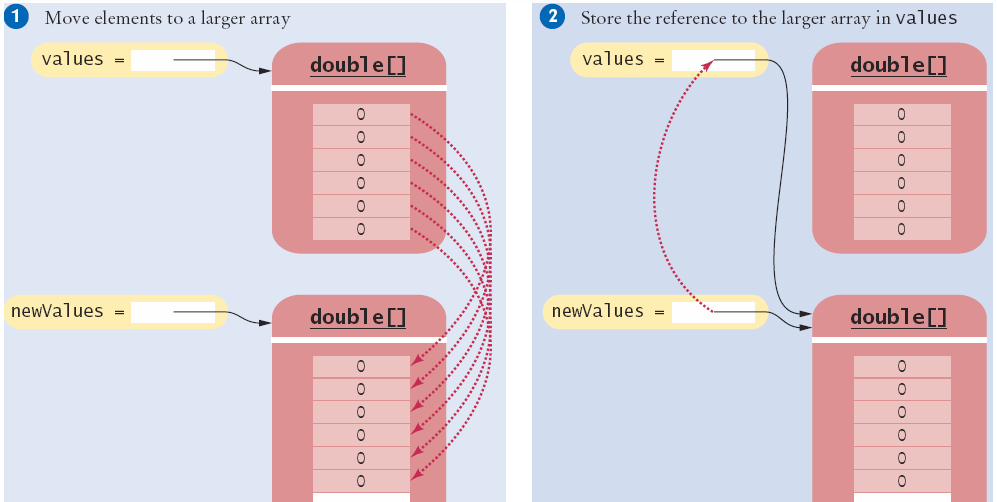 1 Move elements to a larger array
values =
double[]
0
0
0
0
0
0
newValues =
double[]
0
0
0
0
0
0
2 Store the reference to the larger array in values
values =
double[]
0
0
0
0
0
0
newValues =
double[]
0
0
0
0
0
0